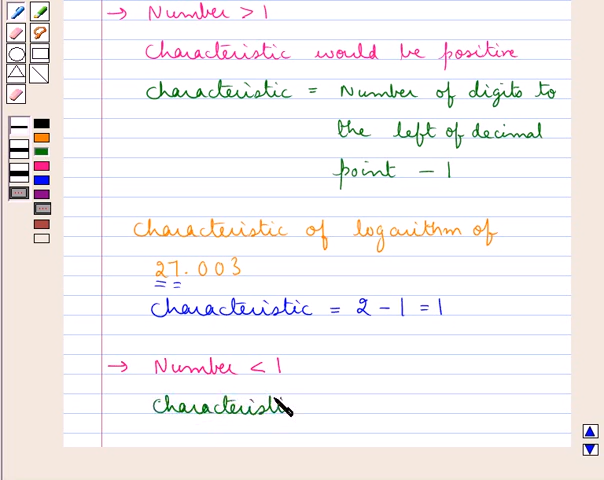 → Number > 1
Characteristic would be positive
Characteristic = Number of digits to
the left of decimal
point - 1
Characteristic of logarithm of
27.003
Characteristic = 2 - 1 = 1
→ Number < 1
Characteristi